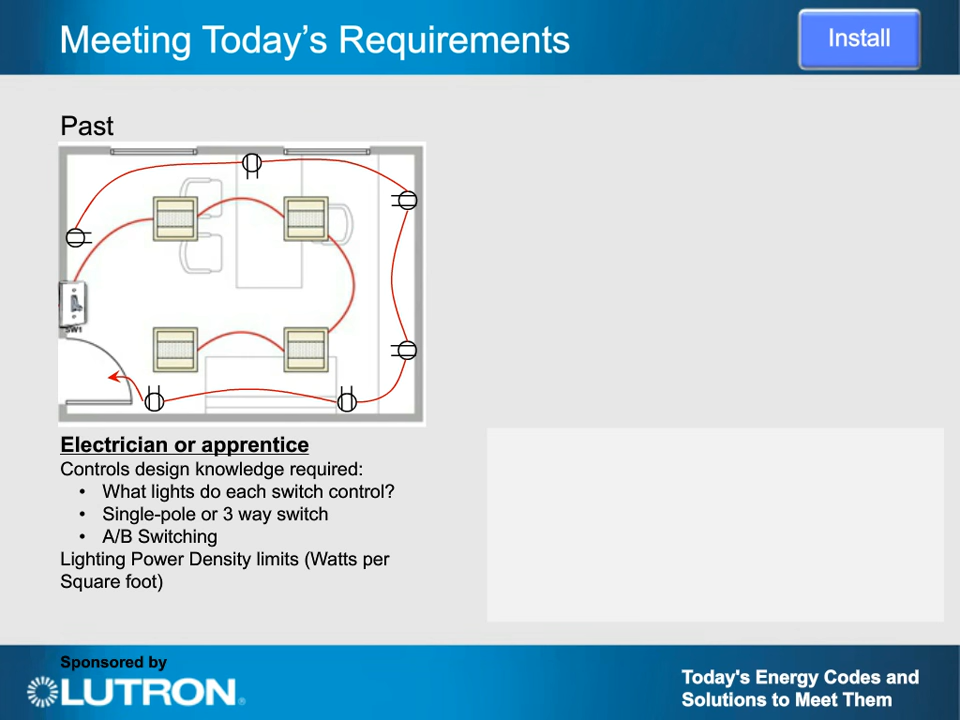 Meeting Today's Requirements
Install
Past
SW1
Electrician or apprentice
Controls design knowledge required:
• What lights do each switch control?
• Single-pole or 3 way switch
• A/B Switching
Lighting Power Density limits (Watts per
Square foot)
Sponsored by
LUTRON®
Today's Energy Codes and
Solutions to Meet Them